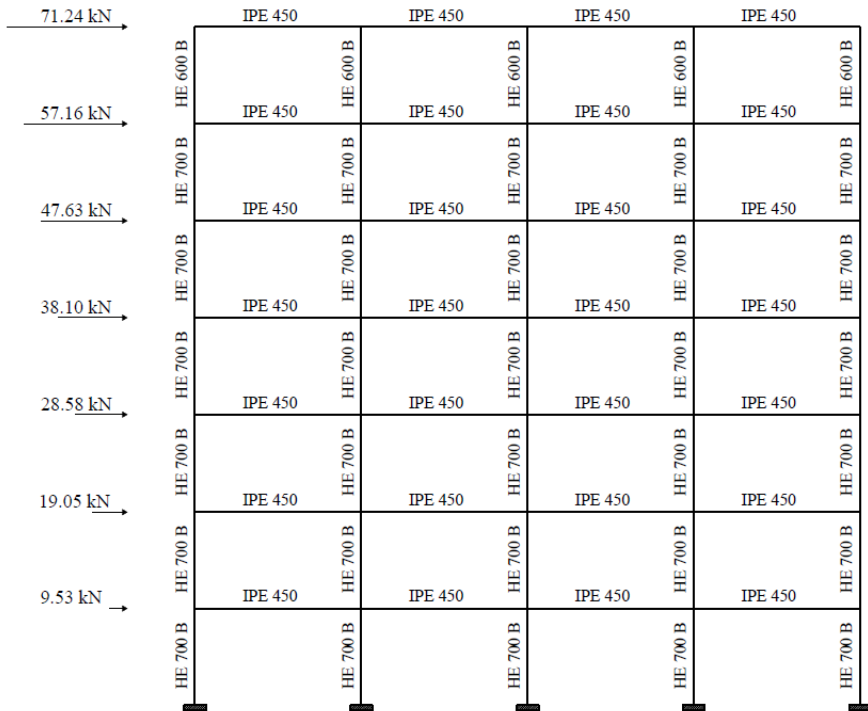 71.24 kN
IPE 450
IPE 450
IPE 450
IPE 450
HE 600 B
HE 600 B
HE 600 B
HE 600 B
HE 600 B
57.16 kN
IPE 450
IPE 450
IPE 450
IPE 450
HE 700 B
HE 700 B
HE 700 B
HE 700 B
HE 700 B
47.63 kN
IPE 450
IPE 450
IPE 450
IPE 450
HE 700 B
HE 700 B
HE 700 B
HE 700 B
HE 700 B
38.10 kN
IPE 450
IPE 450
IPE 450
IPE 450
HE 700 B
HE 700 B
HE 700 B
HE 700 B
HE 700 B
28.58 kN
IPE 450
IPE 450
IPE 450
IPE 450
HE 700 B
HE 700 B
HE 700 B
HE 700 B
HE 700 B
19.05 kN
IPE 450
IPE 450
IPE 450
IPE 450
HE 700 B
HE 700 B
HE 700 B
HE 700 B
HE 700 B
9.53 kN
IPE 450
IPE 450
IPE 450
IPE 450
HE 700 B
HE 700 B
HE 700 B
HE 700 B
HE 700 B